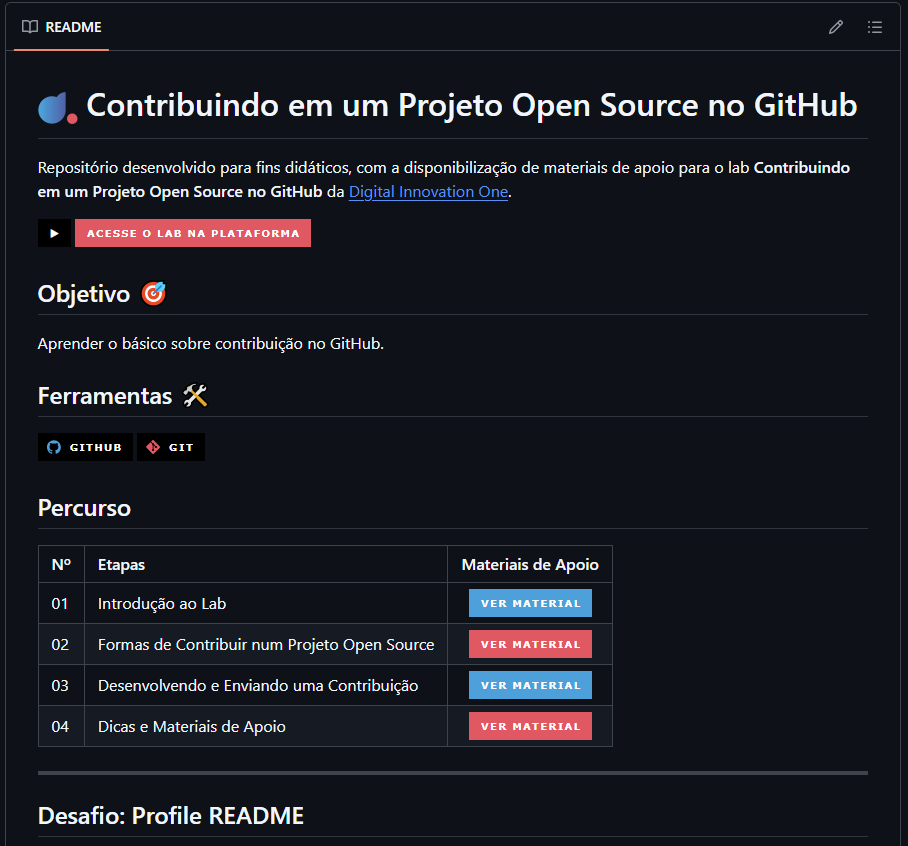 README
Contribuindo em um Projeto Open Source no GitHub
Repositório desenvolvido para fins didáticos, com a disponibilização de materiais de apoio para o lab Contribuindo
em um Projeto Open Source no GitHub da Digital Innovation One.
ACESSE O LAB NA PLATAFORMA
Objetivo
Aprender o básico sobre contribuição no GitHub.
Ferramentas
GITHUB GIT
Percurso
Nº Etapas Materiais de Apoio
01 Introdução ao Lab VER MATERIAL
02 Formas de Contribuir num Projeto Open Source VER MATERIAL
03 Desenvolvendo e Enviando uma Contribuição VER MATERIAL
04 Dicas e Materiais de Apoio VER MATERIAL
Desafio: Profile README